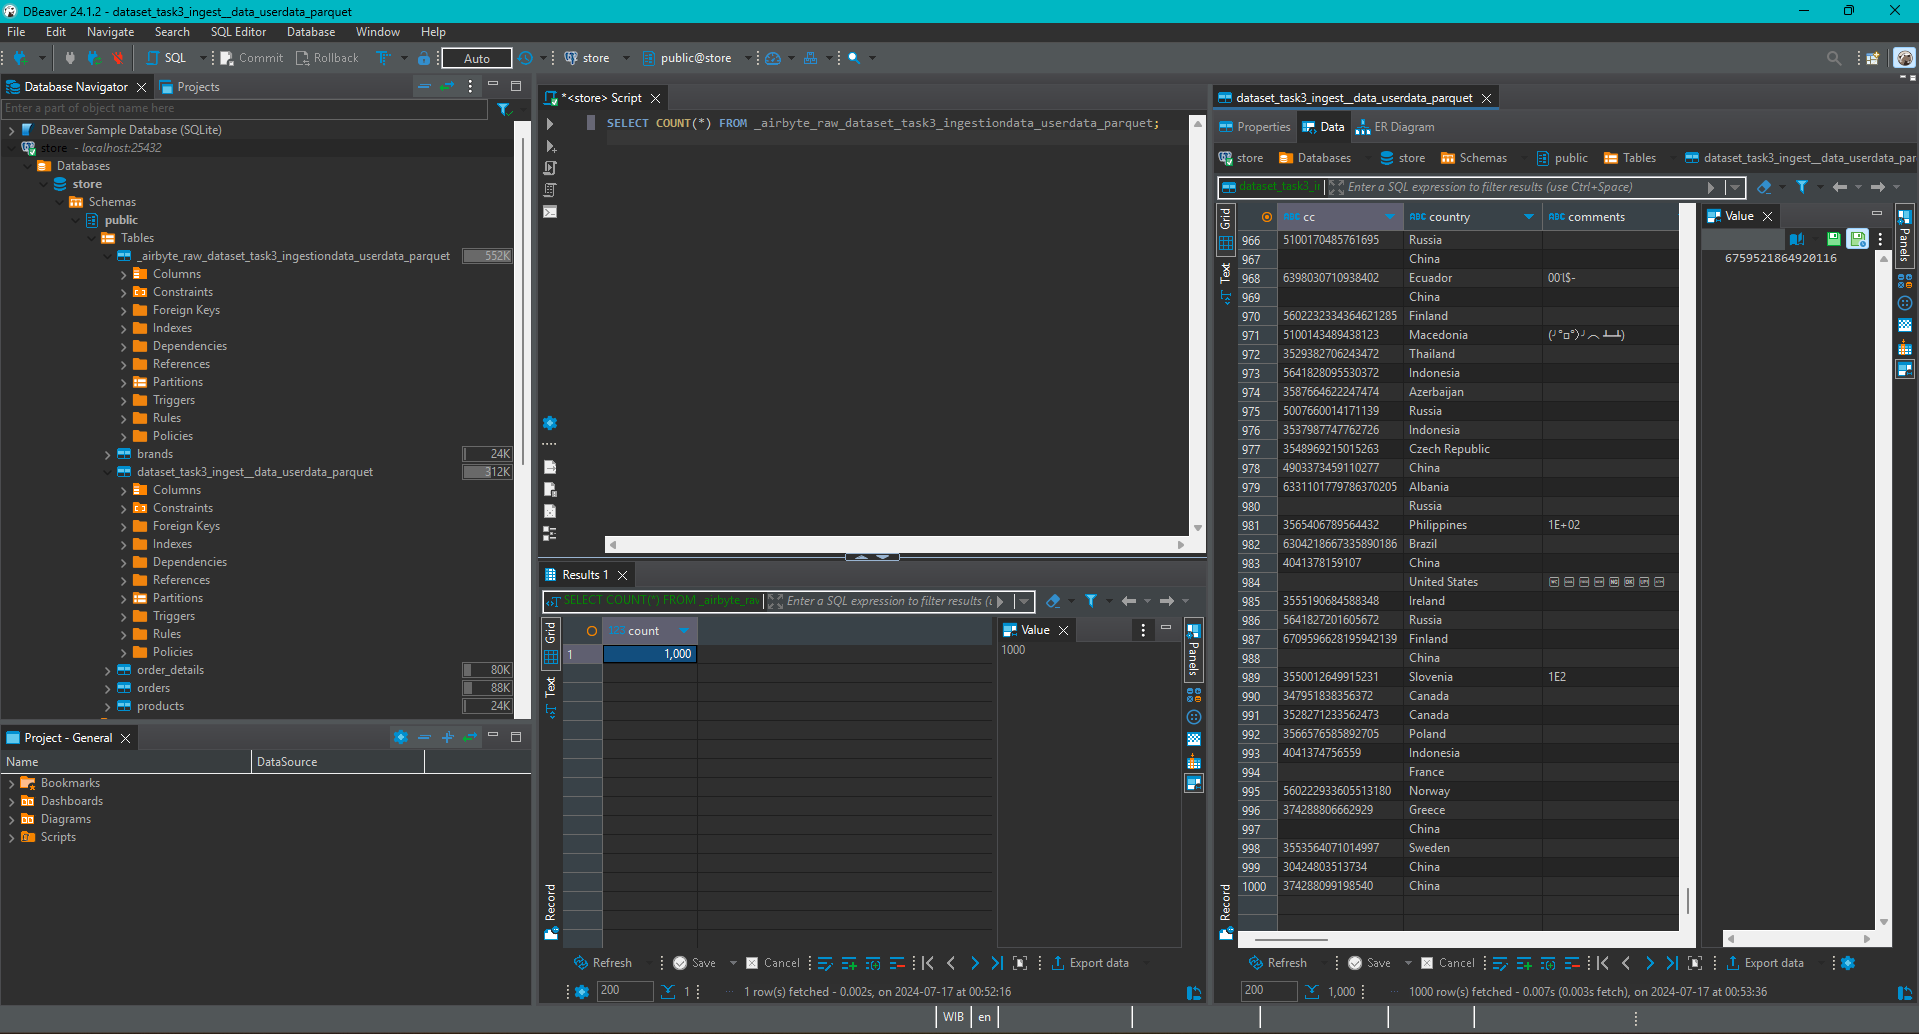 DBeaver 24.1.2 - dataset_task3_ingest__data_userdata_parquet
File Edit Navigate Search SQL Editor Database Window Help
SQL Commit Rollback Auto store public@store
Database Navigator Projects
Enter a part of object name here
DBeaver Sample Database (SQLite)
store - localhost:25432
Databases
store
Schemas
public
Tables
_airbyte_raw_dataset_task3_ingestiondata_userdata_parquet 552K
Columns
Constraints
Foreign Keys
Indexes
Dependencies
References
Partitions
Triggers
Rules
Policies
brands 24K
dataset_task3_ingest__data_userdata_parquet 312K
Columns
Constraints
Foreign Keys
Indexes
Dependencies
References
Partitions
Triggers
Rules
Policies
order_details 80K
orders 88K
products 24K
Project - General
Name DataSource
Bookmarks
Dashboards
Diagrams
Scripts
*<store> Script
SELECT COUNT(*) FROM _airbyte_raw_dataset_task3_ingestiondata_userdata_parquet;
Results 1
SELECT COUNT(*) FROM _airbyte_rav Enter a SQL expression to filter results (
Grid
Text
Record
123 count
1 1,000
Value
1000
Panels
Refresh Save Cancel Export data
200 1 1 row(s) fetched - 0.002s, on 2024-07-17 at 00:52:16
dataset_task3_ingest__data_userdata_parquet
Properties Data ER Diagram
store Databases store Schemas public Tables dataset_task3_ingest__data_userdata_par
dataset_task3_ir Enter a SQL expression to filter results (use Ctrl+Space)
Grid
Text
Record
ABC cc ABC country ABC comments
966 5100170485761695 Russia
967 China
968 6398030710938402 Ecuador 00˙Ɩ$-
969 China
970 5602232334364621285 Finland
971 5100143489438123 Macedonia (╯°□°）╯︵ ┻━┻)
972 3529382706243472 Thailand
973 5641828095530372 Indonesia
974 3587664622247474 Azerbaijan
975 5007660014171139 Russia
976 3537987747762726 Indonesia
977 3548969215015263 Czech Republic
978 4903373459110277 China
979 6331101779786370205 Albania
980 Russia
981 3565406789564432 Philippines 1E+02
982 6304218667335890186 Brazil
983 4041378159107 China
984 United States
985 3555190684588348 Ireland
986 5641827201605672 Russia
987 6709596628195942139 Finland
988 China
989 3550012649915231 Slovenia 1E2
990 347951838356372 Canada
991 3528271233562473 Canada
992 3566576585892705 Poland
993 4041374756559 Indonesia
994 France
995 560222933605513180 Norway
996 374288806662929 Greece
997 China
998 3553564071014997 Sweden
999 30424803513734 China
1000 374288099198540 China
Value
6759521864920116
Panels
Refresh Save Cancel Export data
200 1,000 1000 row(s) fetched - 0.007s (0.003s fetch), on 2024-07-17 at 00:53:36
WIB en